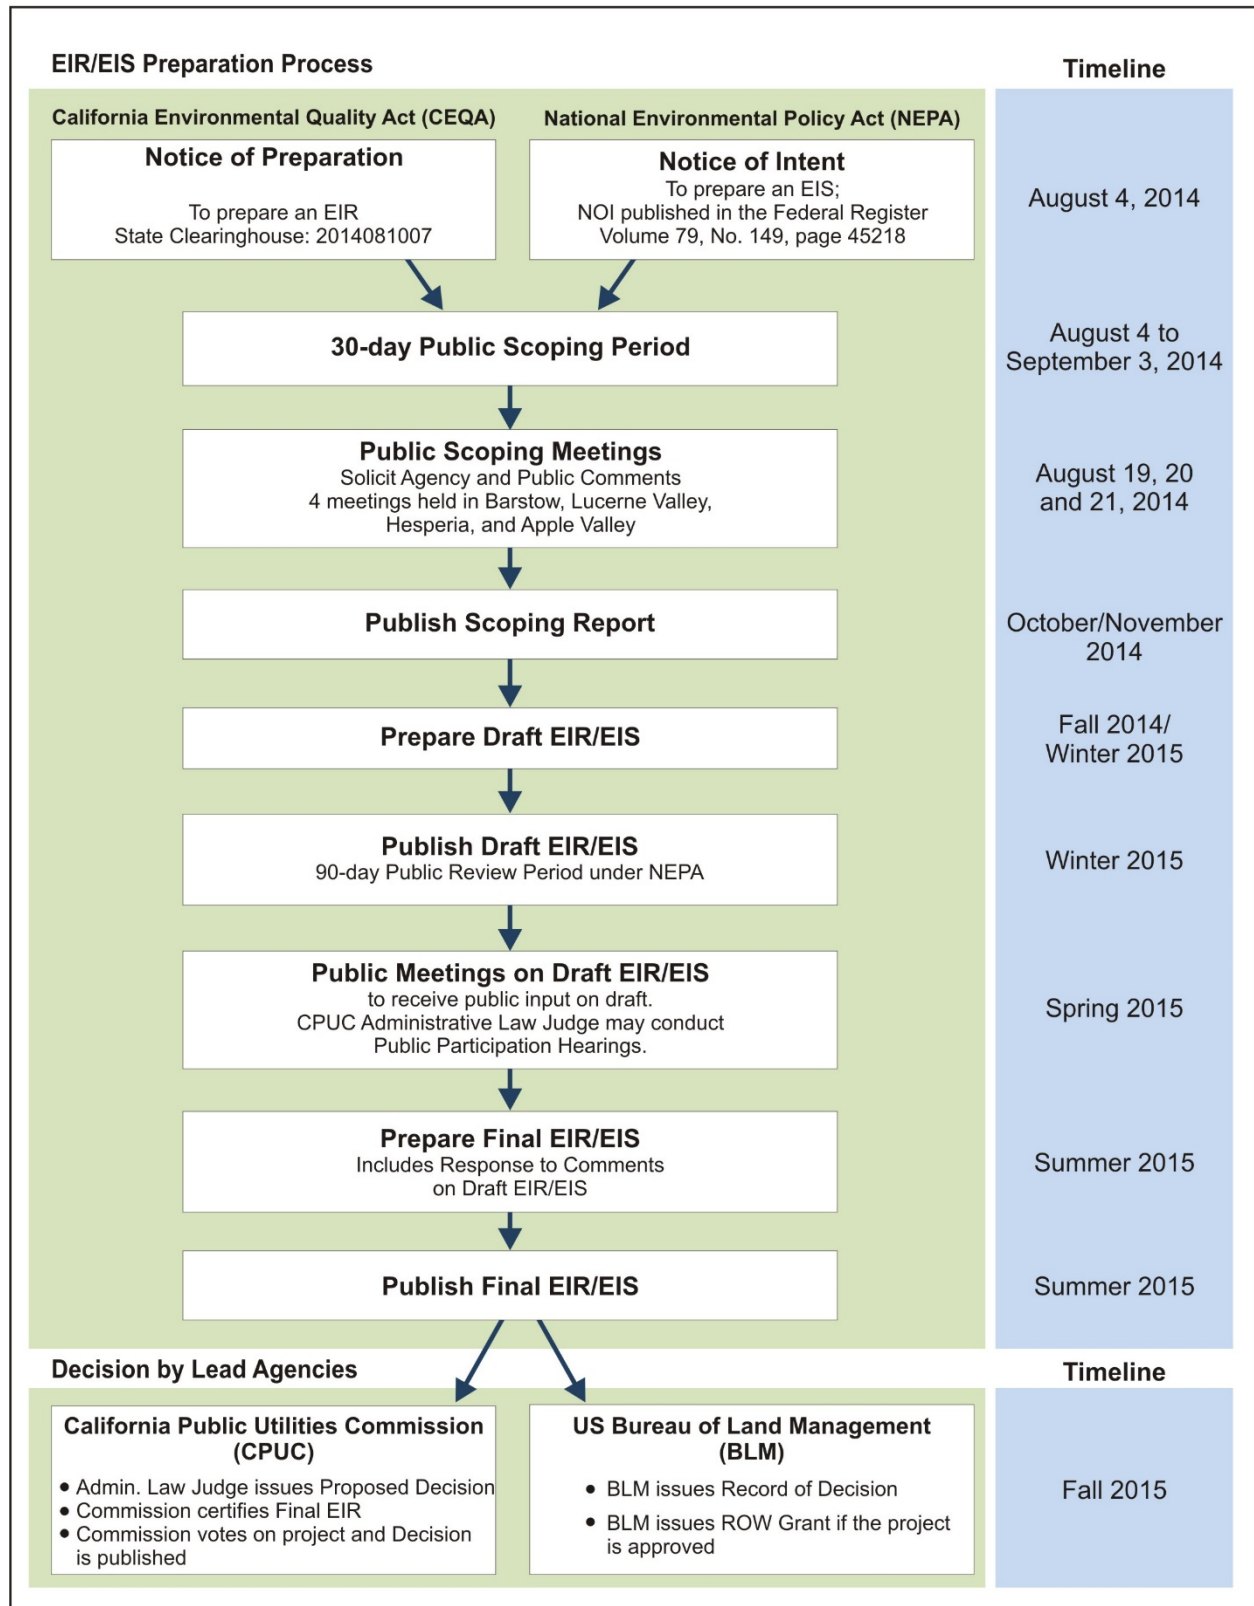 EIR/EIS Preparation Process
Timeline
California Environmental Quality Act (CEQA)
National Environmental Policy Act (NEPA)
Notice of Preparation
To prepare an EIR
State Clearinghouse: 2014081007
Notice of Intent
To prepare an EIS;
NOI published in the Federal Register
Volume 79, No. 149, page 45218
August 4, 2014
30-day Public Scoping Period
August 4 to
September 3, 2014
Public Scoping Meetings
Solicit Agency and Public Comments
4 meetings held in Barstow, Lucerne Valley,
Hesperia, and Apple Valley
August 19, 20
and 21, 2014
Publish Scoping Report
October/November
2014
Prepare Draft EIR/EIS
Fall 2014/
Winter 2015
Publish Draft EIR/EIS
90-day Public Review Period under NEPA
Winter 2015
Public Meetings on Draft EIR/EIS
to receive public input on draft.
CPUC Administrative Law Judge may conduct
Public Participation Hearings.
Spring 2015
Prepare Final EIR/EIS
Includes Response to Comments
on Draft EIR/EIS
Summer 2015
Publish Final EIR/EIS
Summer 2015
Decision by Lead Agencies
Timeline
California Public Utilities Commission
(CPUC)
● Admin. Law Judge issues Proposed Decision
● Commission certifies Final EIR
● Commission votes on project and Decision
is published
US Bureau of Land Management
(BLM)
● BLM issues Record of Decision
● BLM issues ROW Grant if the project
is approved
Fall 2015